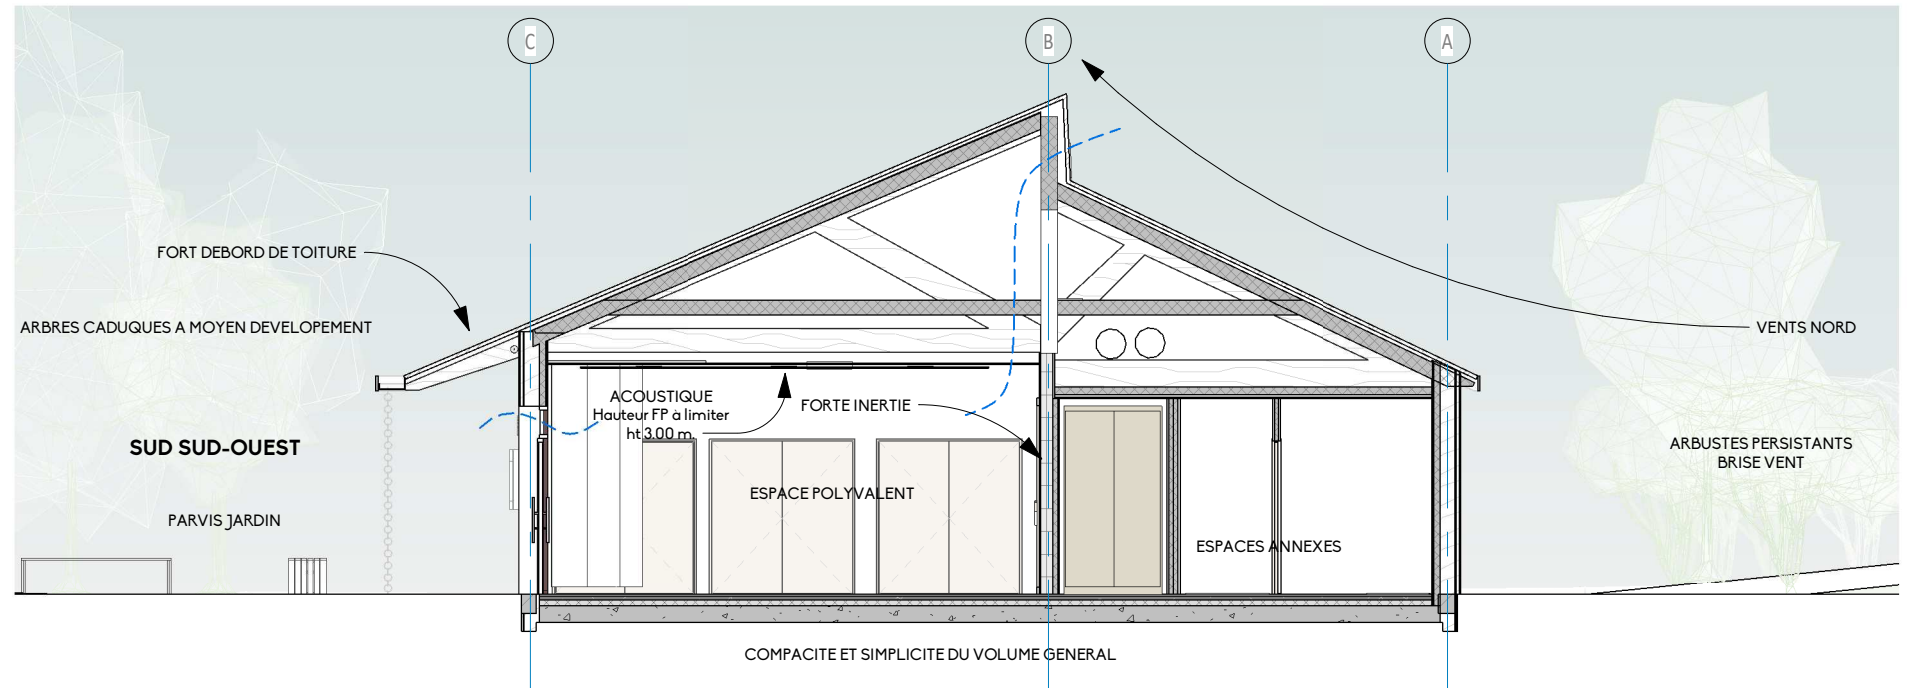 C
B
A
FORT DEBORD DE TOITURE
ARBRES CADUQUES A MOYEN DEVELOPEMENT
VENTS NORD
ACOUSTIQUE
Hauteur FP à limiter
ht 3.00 m
FORTE INERTIE
SUD SUD-OUEST
ARBUSTES PERSISTANTS
BRISE VENT
ESPACE POLYVALENT
PARVIS JARDIN
ESPACES ANNEXES
COMPACITE ET SIMPLICITE DU VOLUME GENERAL